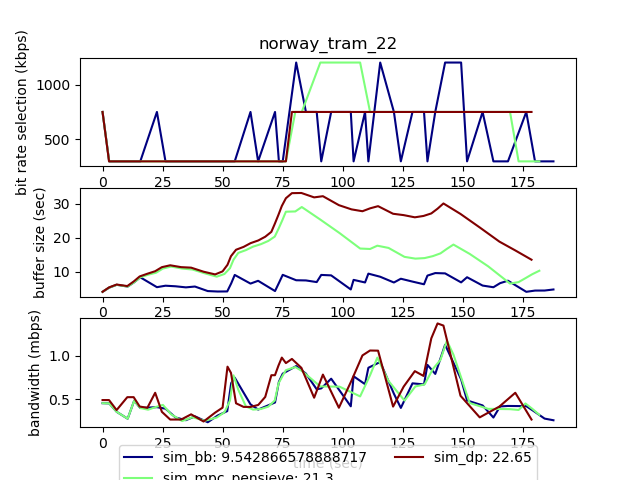 norway_tram_22
bit rate selection (kbps)
1000
500
0 25 50 75 100 125 150 175
buffer size (sec)
30
20
10
0 25 50 75 100 125 150 175
bandwidth (mbps)
1.0
0.5
0 25 50 75 100 125 150 175
time (sec)
sim_bb: 9.542866578888717 sim_dp: 22.65
sim_mpc_pensieve: 21.3